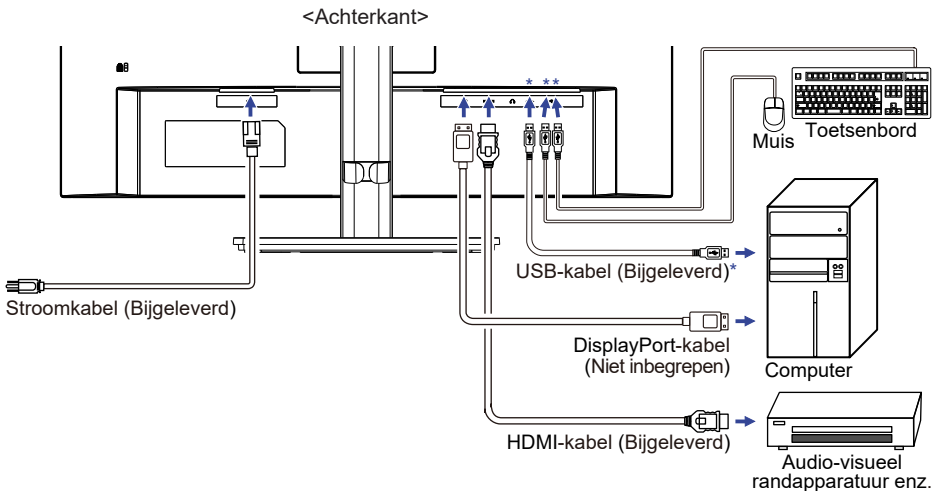 <Achterkant>
* **
Muis
Toetsenbord
USB-kabel (Bijgeleverd)*
Stroomkabel (Bijgeleverd)
DisplayPort-kabel
(Niet inbegrepen)
Computer
HDMI-kabel (Bijgeleverd)
Audio-visueel
randapparatuur enz.